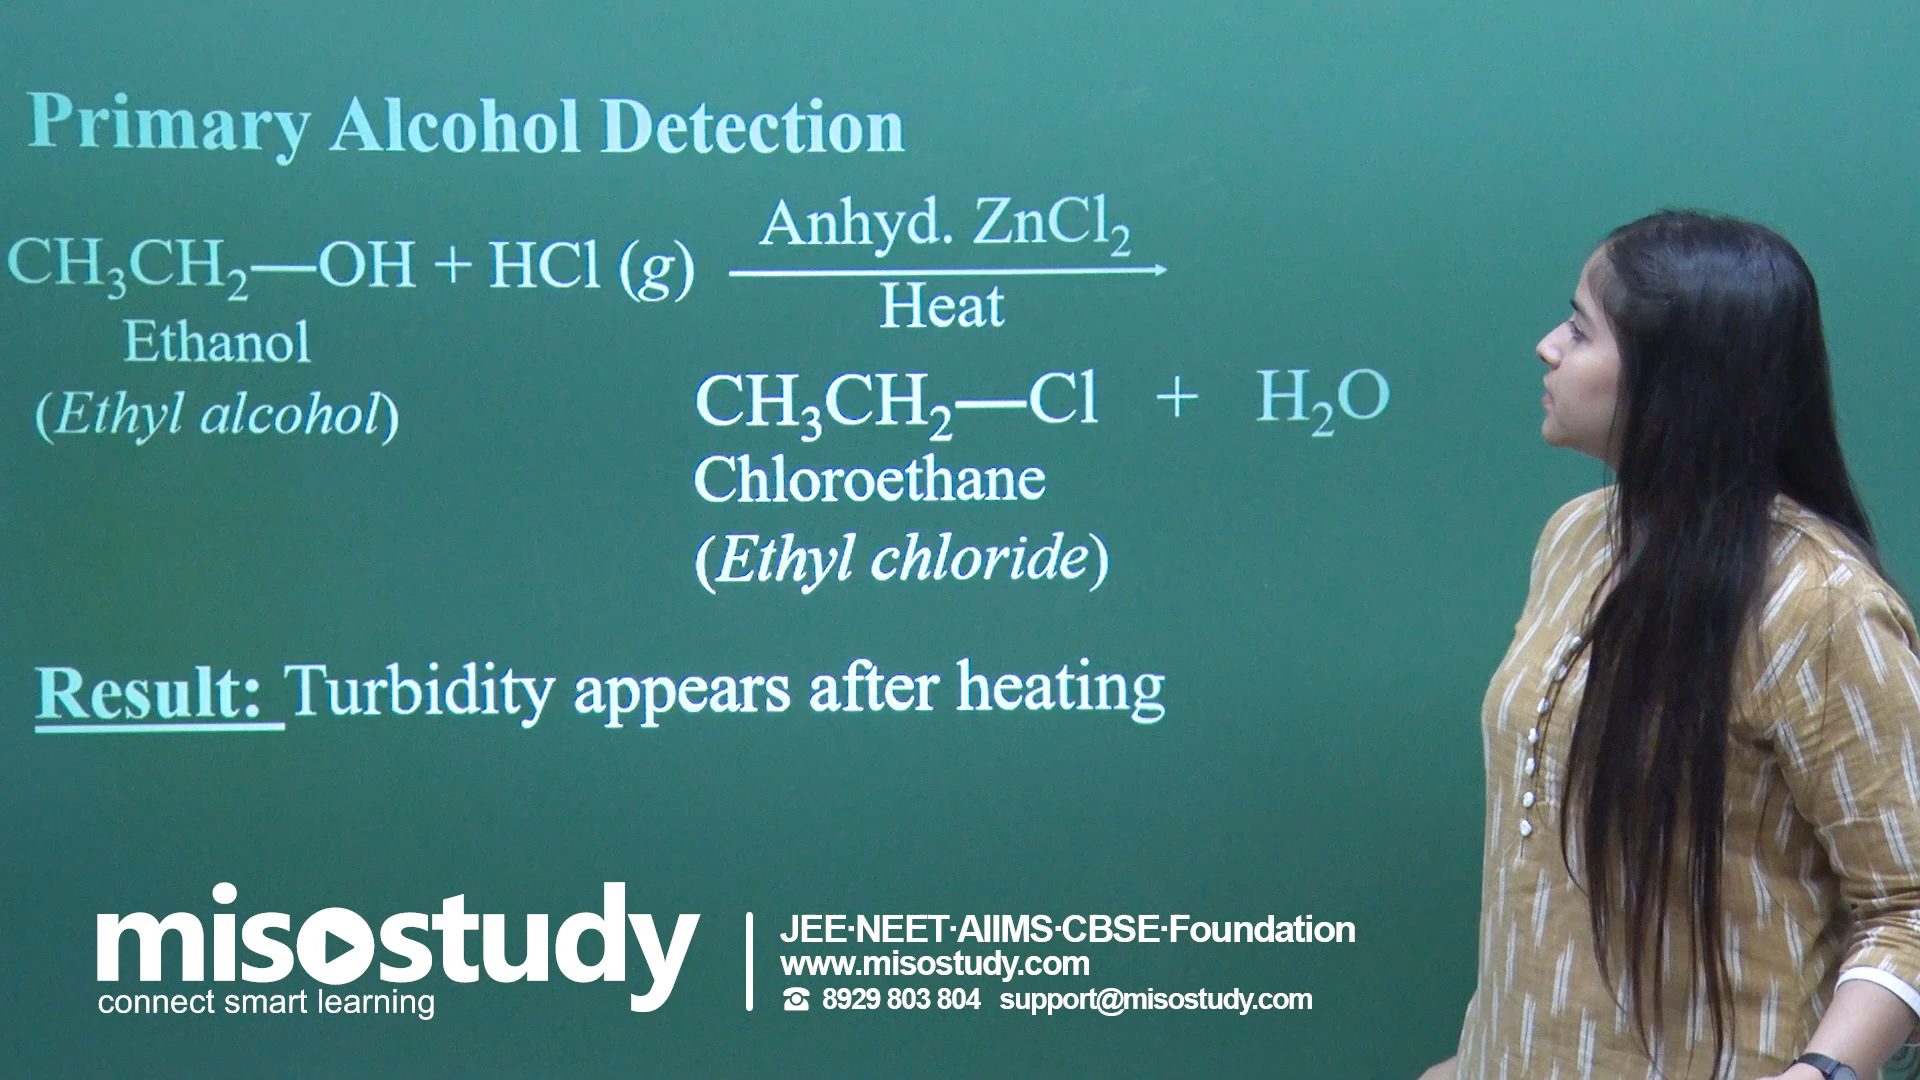 Primary Alcohol Detection
CH₃CH₂—OH + HCl (g)
Anhyd. ZnCl₂
Heat
Ethanol
(Ethyl alcohol)
CH₃CH₂—Cl + H₂O
Chloroethane
(Ethyl chloride)
Result: Turbidity appears after heating
misostudy
connect smart learning
JEE·NEET·AIIMS·CBSE·Foundation
www.misostudy.com
☎ 8929 803 804 support@misostudy.com